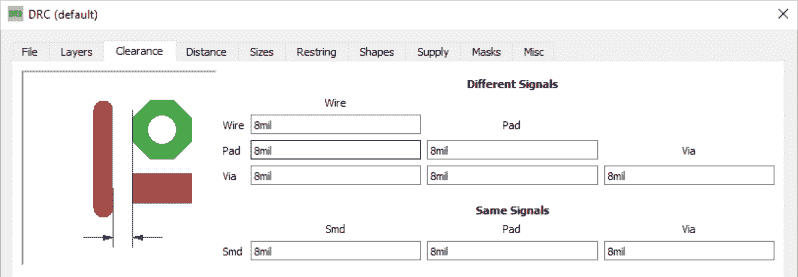 DRC (default)
File Layers Clearance Distance Sizes Restring Shapes Supply Masks Misc
Different Signals
Wire
Wire 8mil Pad
Pad 8mil 8mil Via
Via 8mil 8mil 8mil
Same Signals
Smd Pad Via
Smd 8mil 8mil 8mil